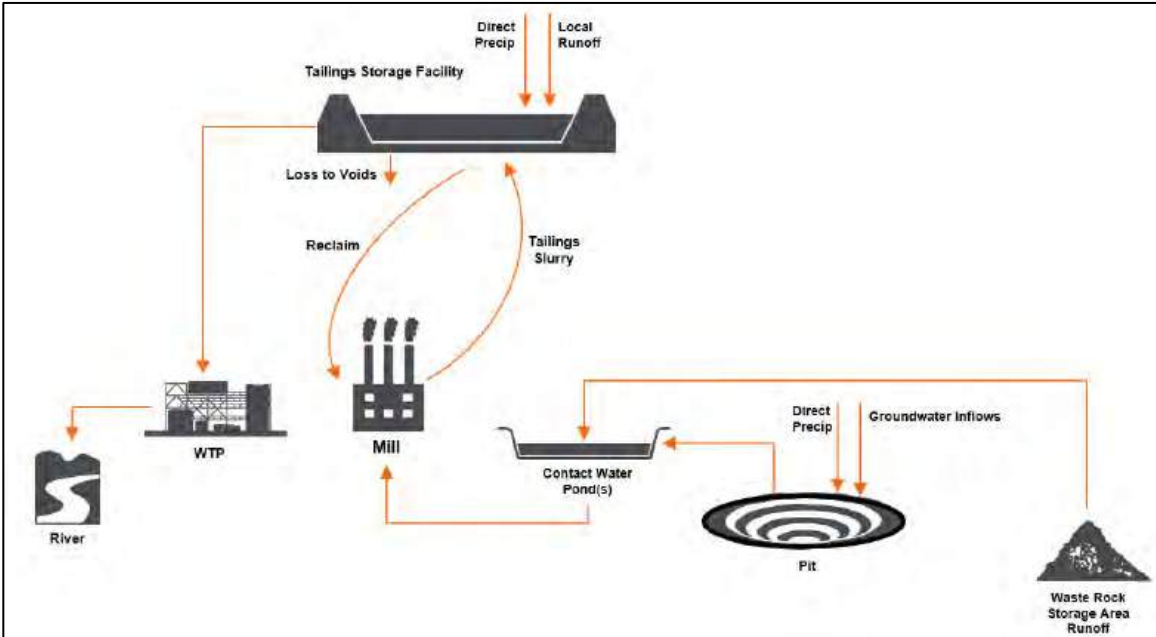 Direct
Precip
Local
Runoff
Tailings Storage Facility
Loss to Voids
Reclaim
Tailings
Slurry
WTP
Mill
River
Contact Water
Pond(s)
Direct
Precip
Groundwater Inflows
Pit
Waste Rock
Storage Area
Runoff